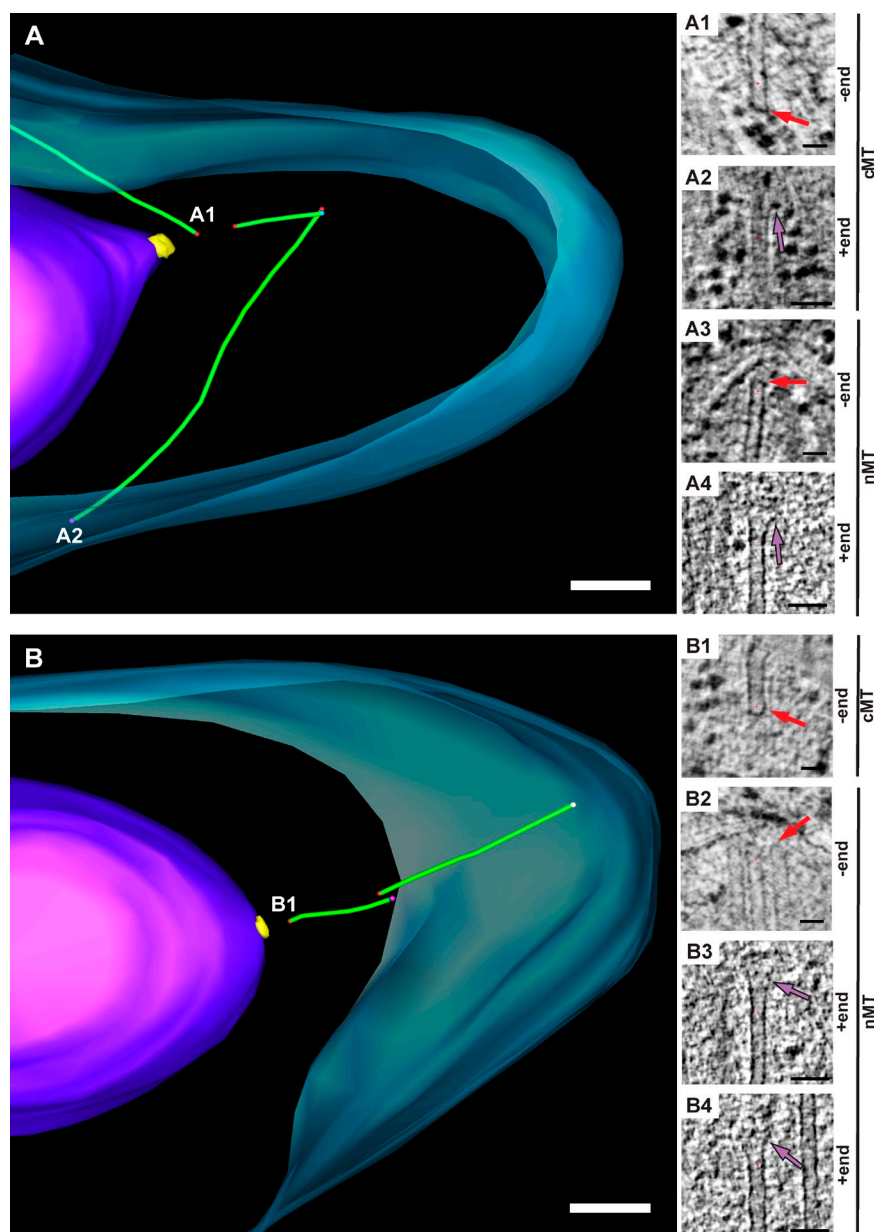 A
A1
A2
A1
-end
A2
+end
cMT
A3
-end
A4
+end
nMT
B
B1
B1
-end
cMT
B2
-end
B3
+end
B4
+end
nMT